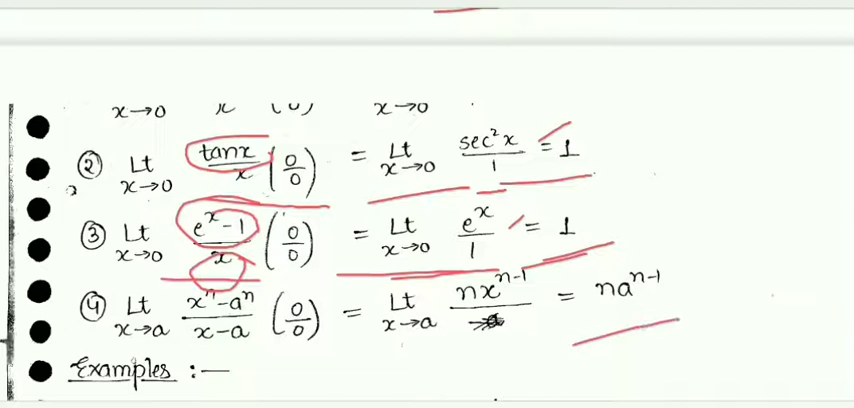 x→0 x (0) x→0
② Lt x→0 tanx/x (0/0) = Lt x→0 sec²x/1 = 1
③ Lt x→0 eˣ-1/x (0/0) = Lt x→0 eˣ/1 = 1
④ Lt x→a xⁿ-aⁿ/x-a (0/0) = Lt x→a nxⁿ⁻¹ = naⁿ⁻¹
Examples :—